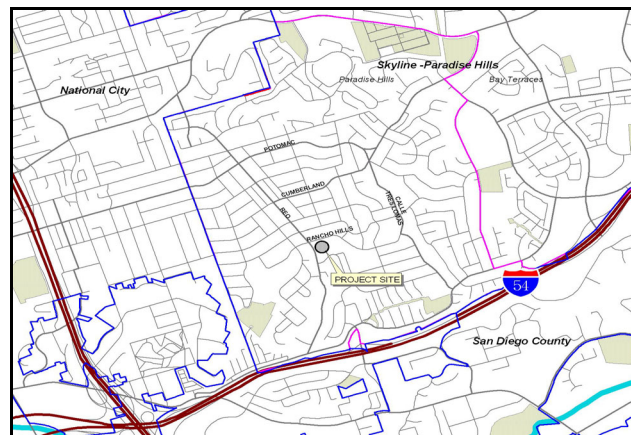 Skyline -Paradise Hills
Paradise Hills
Bay Terraces
National City
POTOMAC
CUMBERLAND
CALLE
TRES LOMAS
REO
RANCHO HILLS
PROJECT SITE
54
San Diego County